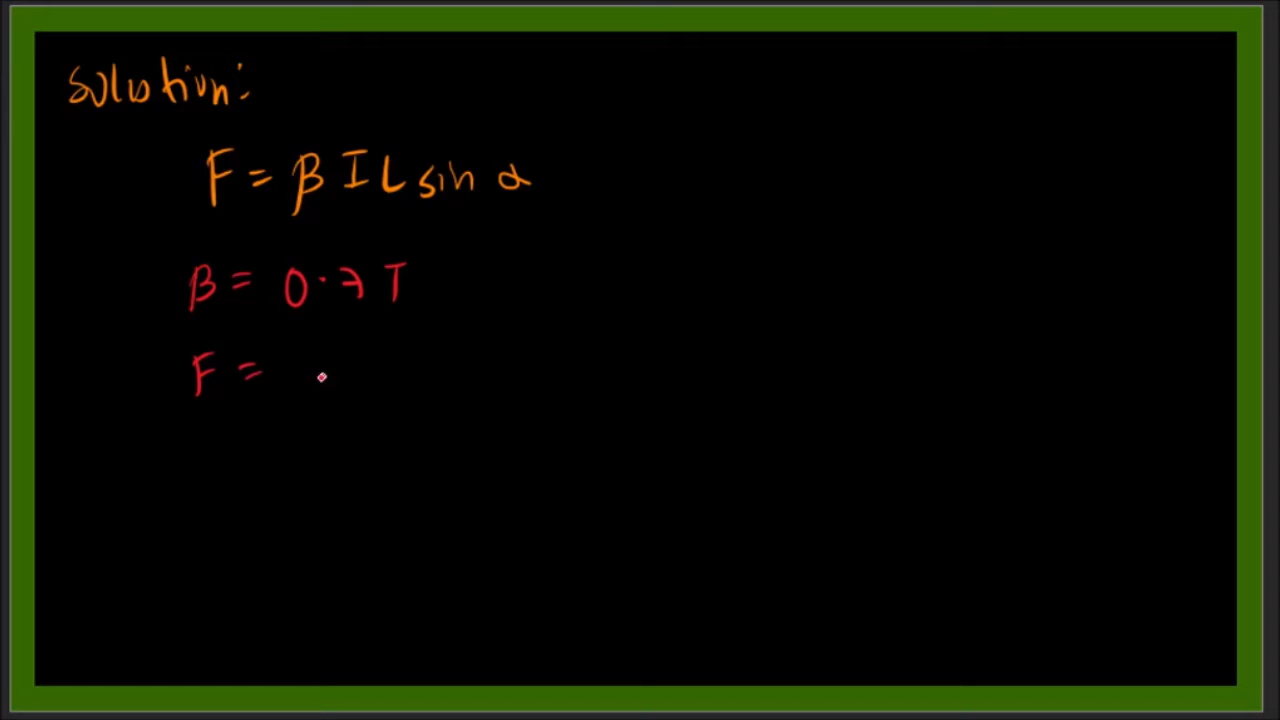 Solution:
F = β I L sin α
β = 0.7 T
F =